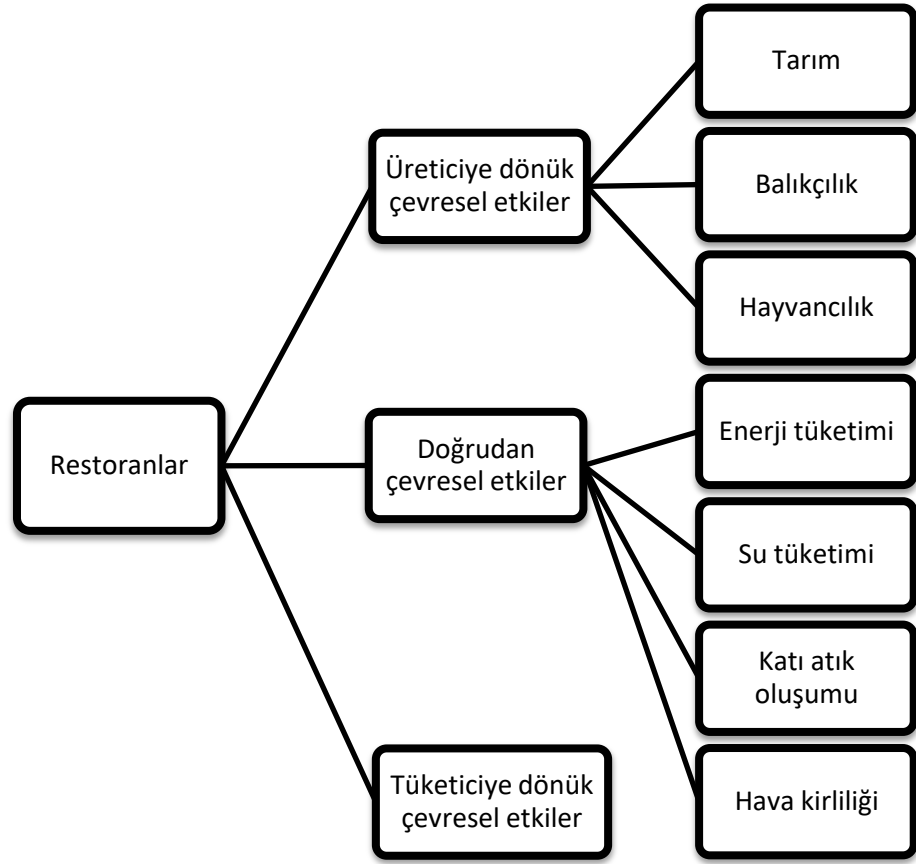 Restoranlar
Üreticiye dönük
çevresel etkiler
Tarım
Balıkçılık
Hayvancılık
Doğrudan
çevresel etkiler
Enerji tüketimi
Su tüketimi
Katı atık
oluşumu
Hava kirliliği
Tüketiciye dönük
çevresel etkiler